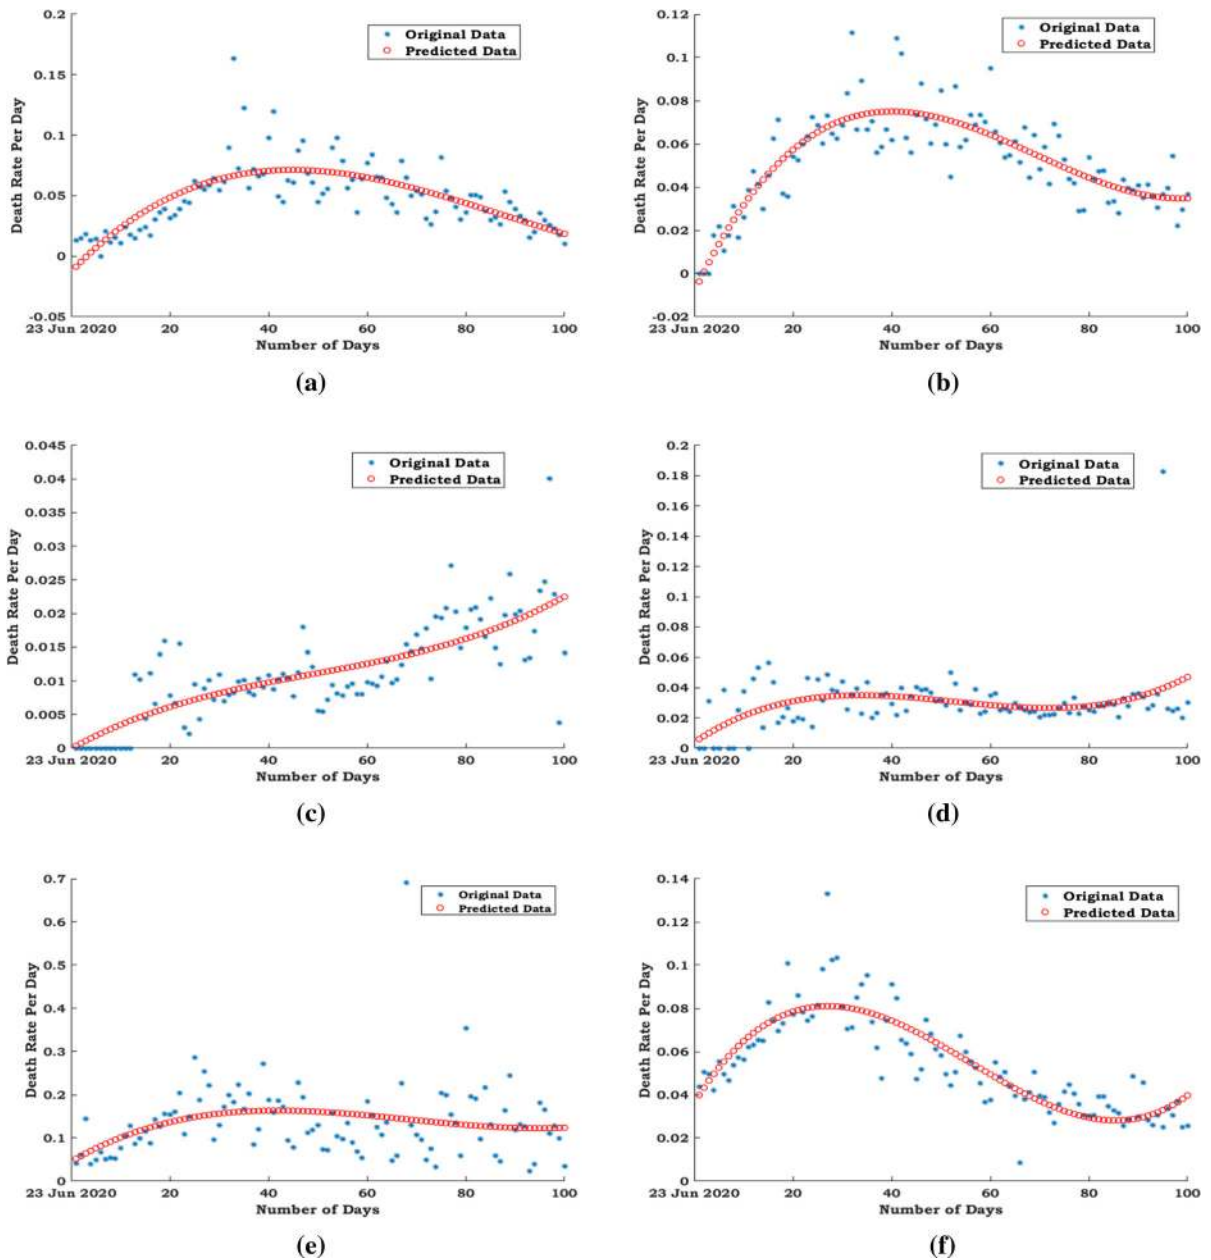 0.2
0.15
0.1
0.05
0
-0.05
Death Rate Per Day
Original Data
Predicted Data
23 Jun 2020 20 40 60 80 100
Number of Days
(a)
0.12
0.1
0.08
0.06
0.04
0.02
0
-0.02
Death Rate Per Day
Original Data
Predicted Data
23 Jun 2020 20 40 60 80 100
Number of Days
(b)
0.045
0.04
0.035
0.03
0.025
0.02
0.015
0.01
0.005
0
Death Rate Per Day
Original Data
Predicted Data
23 Jun 2020 20 40 60 80 100
Number of Days
(c)
0.2
0.18
0.16
0.14
0.12
0.1
0.08
0.06
0.04
0.02
0
Death Rate Per Day
Original Data
Predicted Data
23 Jun 2020 20 40 60 80 100
Number of Days
(d)
0.7
0.6
0.5
0.4
0.3
0.2
0.1
0
Death Rate Per Day
Original Data
Predicted Data
23 Jun 2020 20 40 60 80 100
Number of Days
(e)
0.14
0.12
0.1
0.08
0.06
0.04
0.02
0
Death Rate Per Day
Original Data
Predicted Data
23 Jun 2020 20 40 60 80 100
Number of Days
(f)